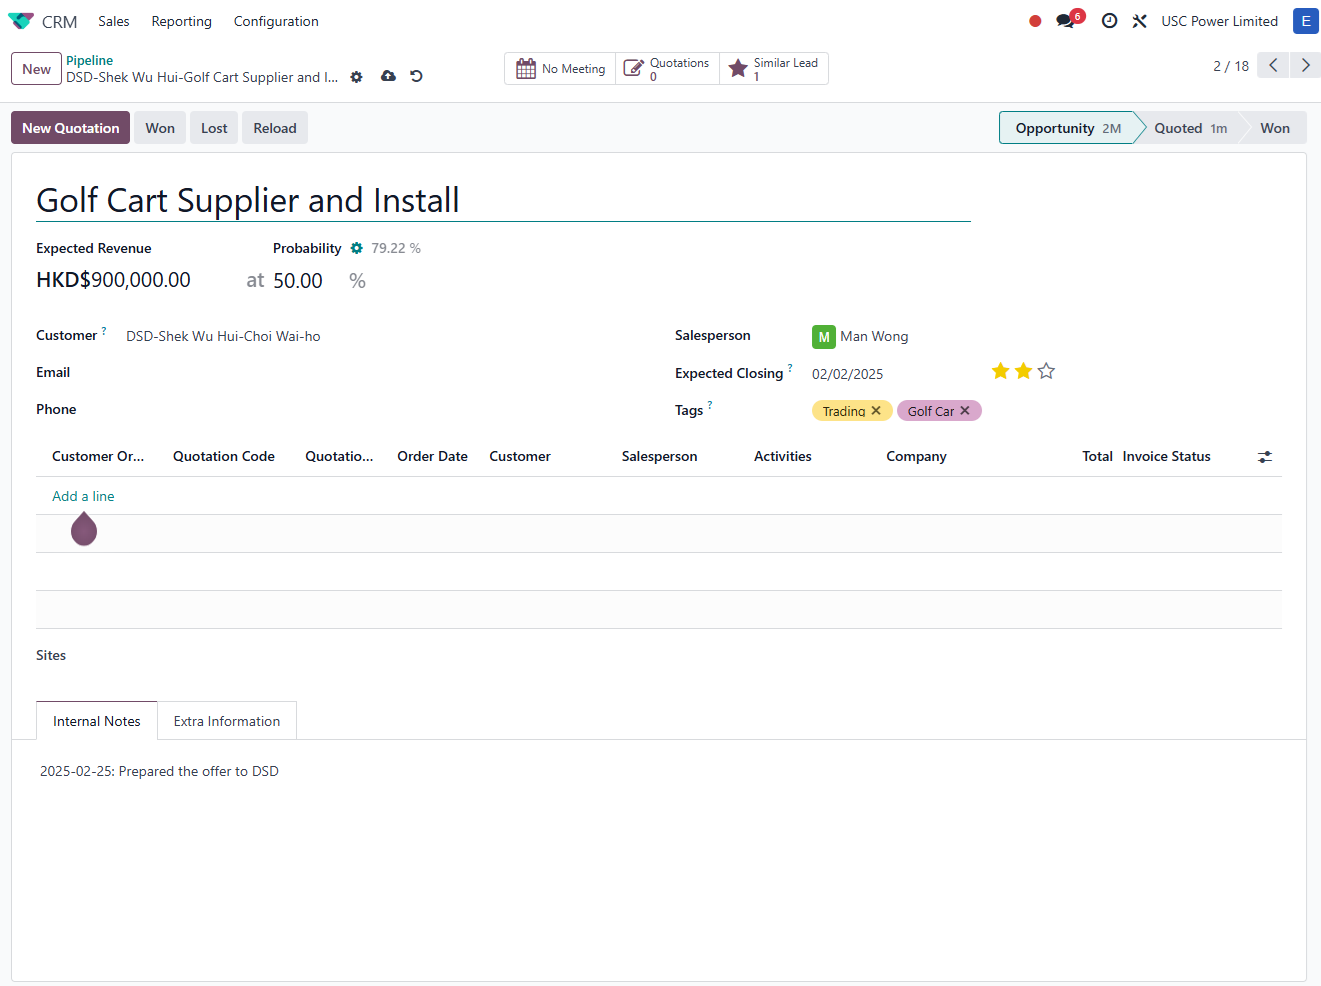 CRM Sales Reporting Configuration 6 USC Power Limited E
New Pipeline
DSD-Shek Wu Hui-Golf Cart Supplier and I...
No Meeting
Quotations
0
Similar Lead
1
2 / 18
New Quotation Won Lost Reload
Opportunity 2M Quoted 1m Won
Golf Cart Supplier and Install
Expected Revenue Probability 79.22 %
HKD$900,000.00 at 50.00 %
Customer ? DSD-Shek Wu Hui-Choi Wai-ho
Email
Phone
Salesperson M Man Wong
Expected Closing ? 02/02/2025
Tags ? Trading Golf Car
Customer Or... Quotation Code Quotatio... Order Date Customer Salesperson Activities Company Total Invoice Status
Add a line
Sites
Internal Notes Extra Information
2025-02-25: Prepared the offer to DSD